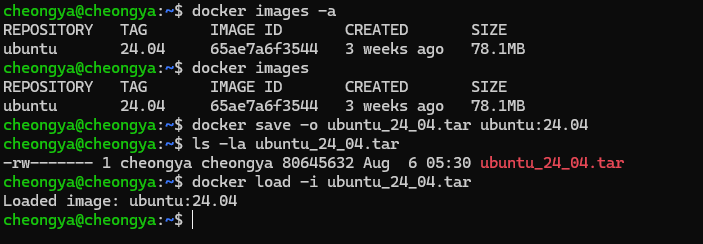 cheongya@cheongya:~$ docker images -a
REPOSITORY   TAG       IMAGE ID       CREATED       SIZE
ubuntu       24.04     65ae7a6f3544   3 weeks ago   78.1MB
cheongya@cheongya:~$ docker images
REPOSITORY   TAG       IMAGE ID       CREATED       SIZE
ubuntu       24.04     65ae7a6f3544   3 weeks ago   78.1MB
cheongya@cheongya:~$ docker save -o ubuntu_24_04.tar ubuntu:24.04
cheongya@cheongya:~$ ls -la ubuntu_24_04.tar
-rw------- 1 cheongya cheongya 80645632 Aug  6 05:30 ubuntu_24_04.tar
cheongya@cheongya:~$ docker load -i ubuntu_24_04.tar
Loaded image: ubuntu:24.04
cheongya@cheongya:~$